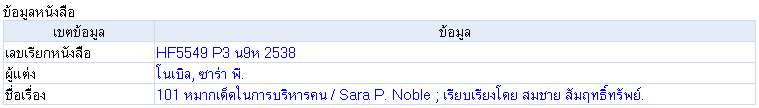 ข้อมูลหนังสือ
เขตข้อมูล ข้อมูล
เลขเรียกหนังสือ HF5549 P3 น9ห 2538
ผู้แต่ง โนเบิล, ซาร่า พี.
ชื่อเรื่อง 101 หมากเด็ดในการบริหารคน / Sara P. Noble ; เรียบเรียงโดย สมชาย สัมฤทธิ์ทรัพย์.